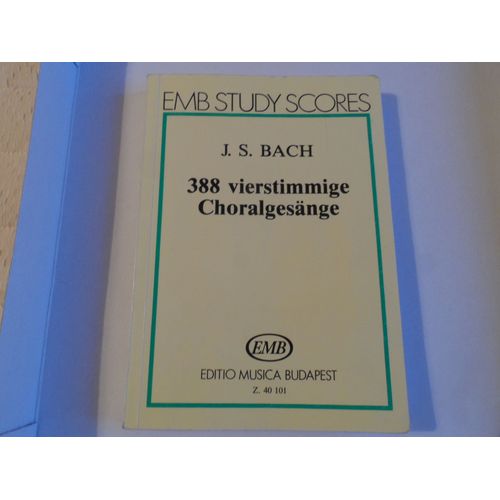 EMB STUDY SCORES
J. S. BACH
388 vierstimmige
Choralgesänge
EMB
EDITIO MUSICA BUDAPEST
Z. 40 101